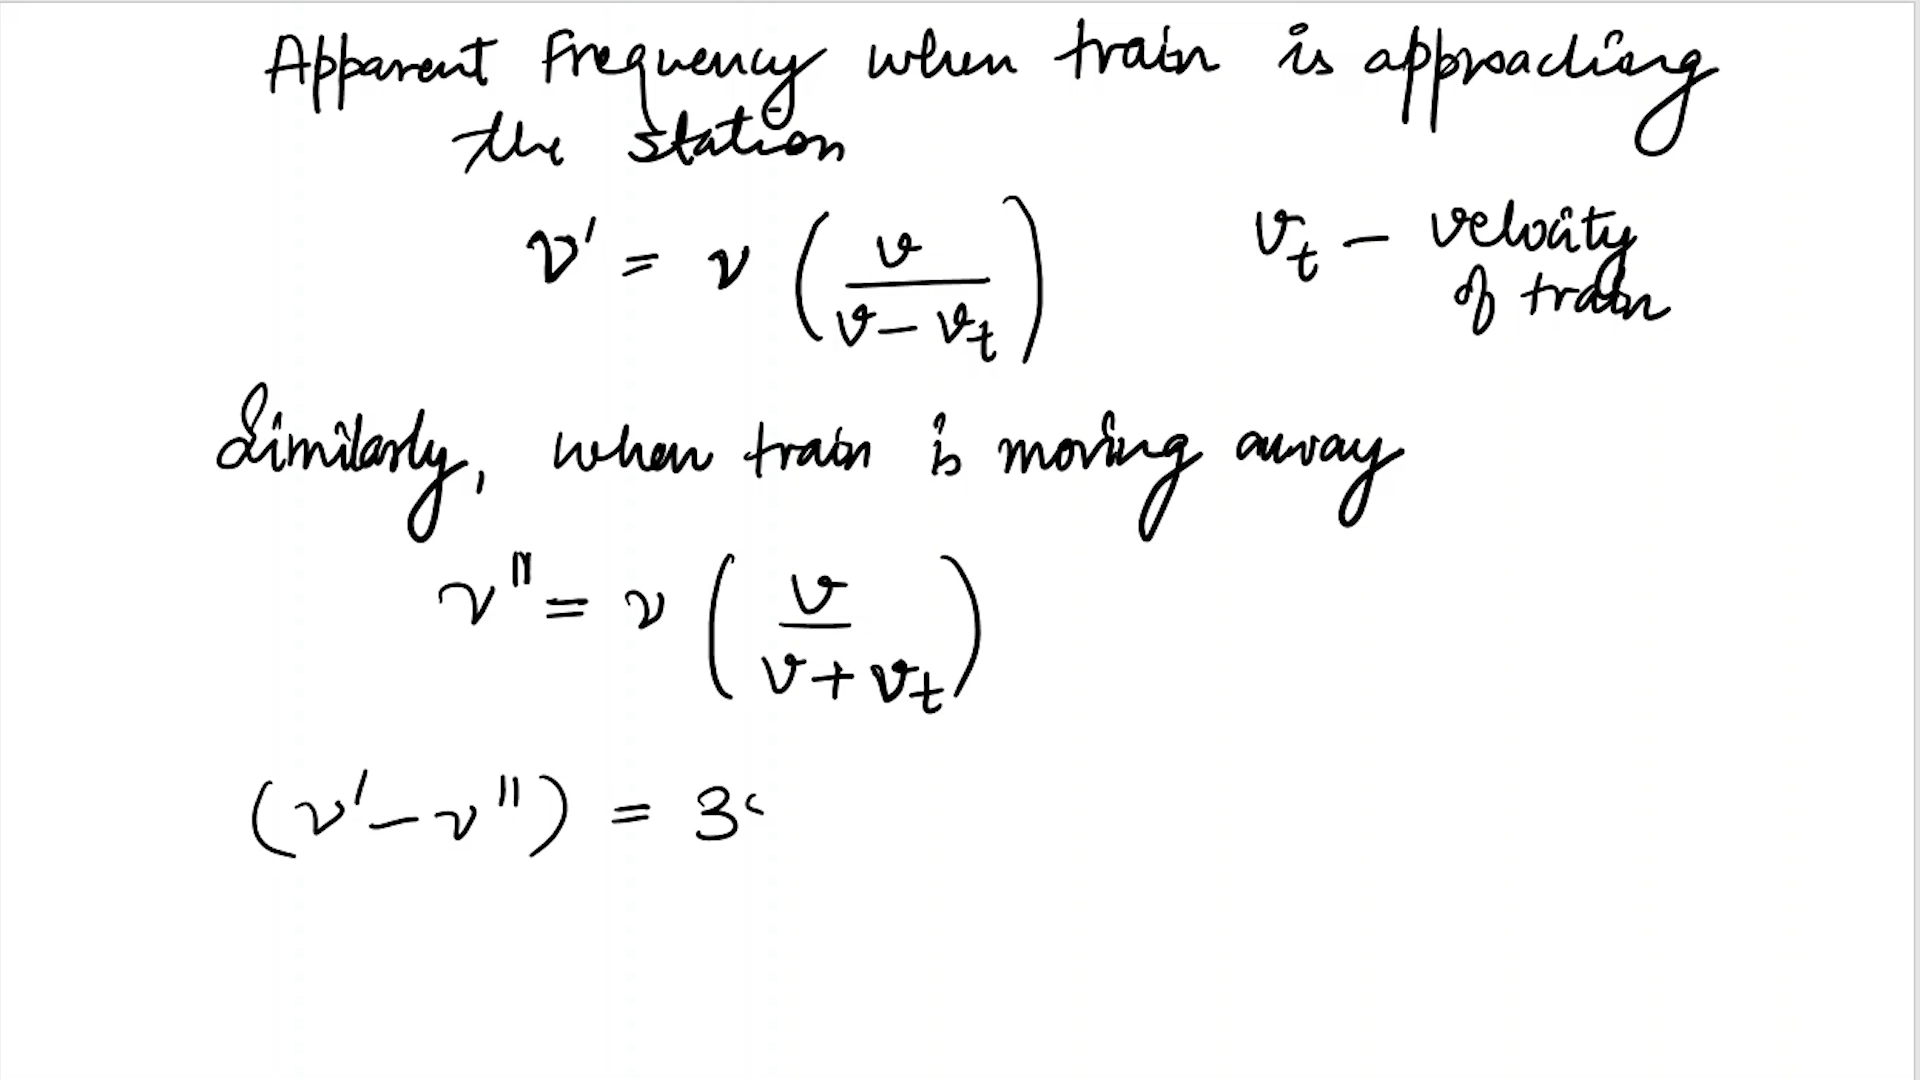 Apparent frequency when train is approaching
the station
ν' = ν (v / (v − v_t))    v_t – velocity
of train
Similarly, when train is moving away
ν'' = ν (v / (v + v_t))
(ν' − ν'') = 3